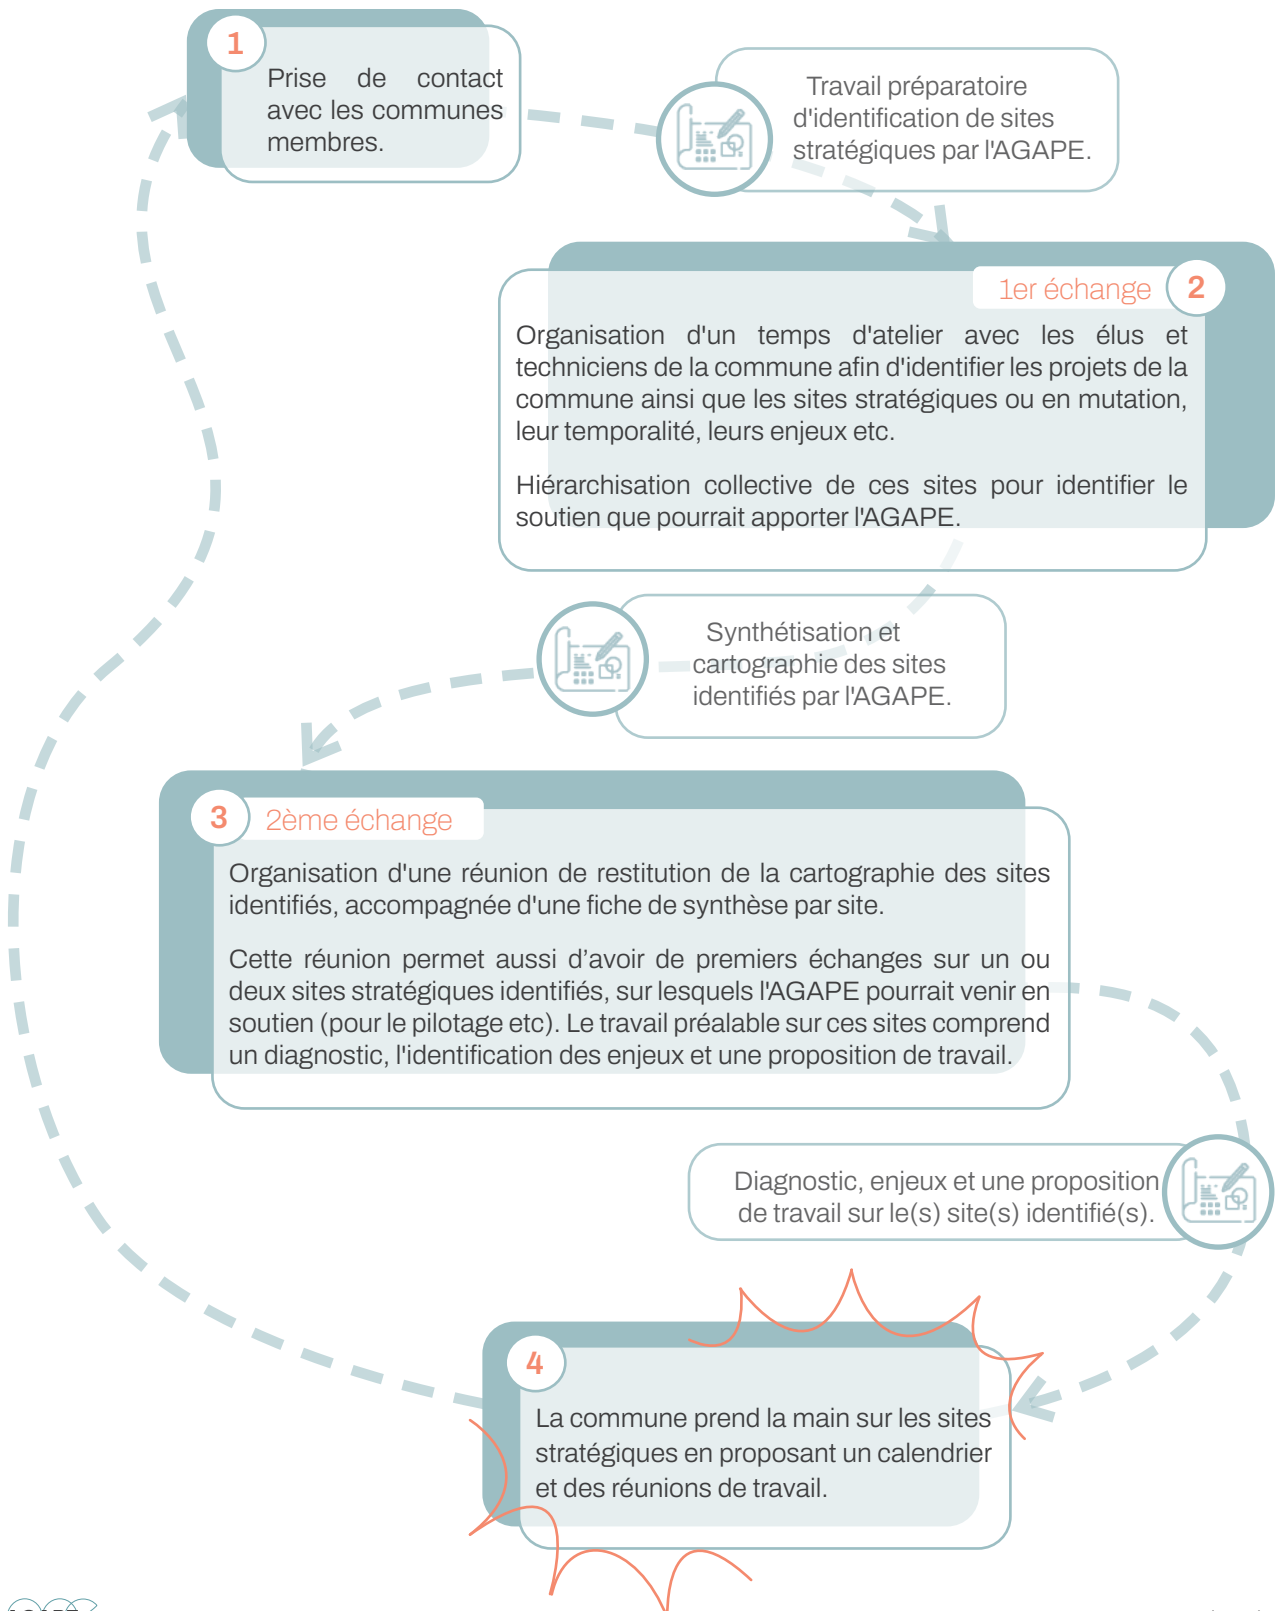 1
Prise de contact
avec les communes
membres.
Travail préparatoire
d'identification de sites
stratégiques par l'AGAPE.
1er échange
2
Organisation d'un temps d'atelier avec les élus et
techniciens de la commune afin d'identifier les projets de la
commune ainsi que les sites stratégiques ou en mutation,
leur temporalité, leurs enjeux etc.
Hiérarchisation collective de ces sites pour identifier le
soutien que pourrait apporter l'AGAPE.
Synthétisation et
cartographie des sites
identifiés par l'AGAPE.
3
2ème échange
Organisation d'une réunion de restitution de la cartographie des sites
identifiés, accompagnée d'une fiche de synthèse par site.
Cette réunion permet aussi d’avoir de premiers échanges sur un ou
deux sites stratégiques identifiés, sur lesquels l'AGAPE pourrait venir en
soutien (pour le pilotage etc). Le travail préalable sur ces sites comprend
un diagnostic, l'identification des enjeux et une proposition de travail.
Diagnostic, enjeux et une proposition
de travail sur le(s) site(s) identifié(s).
4
La commune prend la main sur les sites
stratégiques en proposant un calendrier
et des réunions de travail.